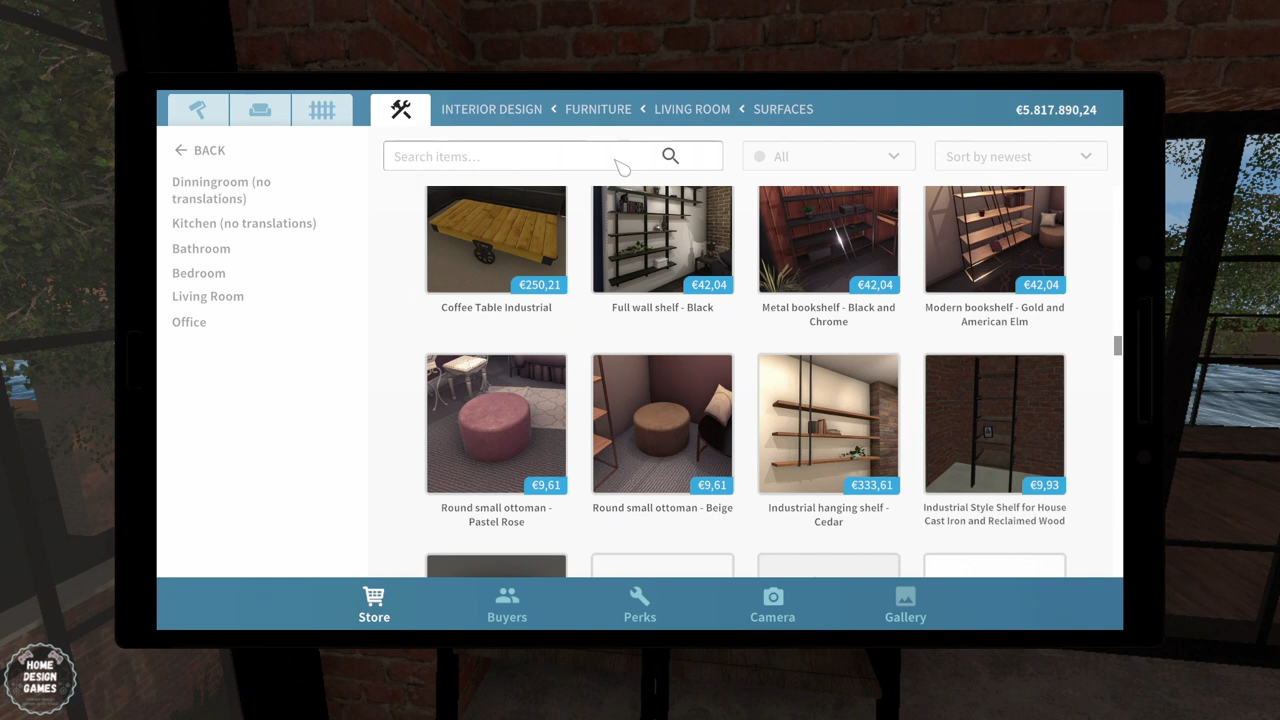 INTERIOR DESIGN < FURNITURE < LIVING ROOM < SURFACES
€5.817.890,24
BACK
Dinningroom (no
translations)
Kitchen (no translations)
Bathroom
Bedroom
Living Room
Office
Search items...
All
Sort by newest
€250,21
Coffee Table Industrial
€42,04
Full wall shelf - Black
€42,04
Metal bookshelf - Black and
Chrome
€42,04
Modern bookshelf - Gold and
American Elm
€9,61
Round small ottoman -
Pastel Rose
€9,61
Round small ottoman - Beige
€333,61
Industrial hanging shelf -
Cedar
€9,93
Industrial Style Shelf for House
Cast Iron and Reclaimed Wood
Store
Buyers
Perks
Camera
Gallery
HOME
DESIGN
GAMES